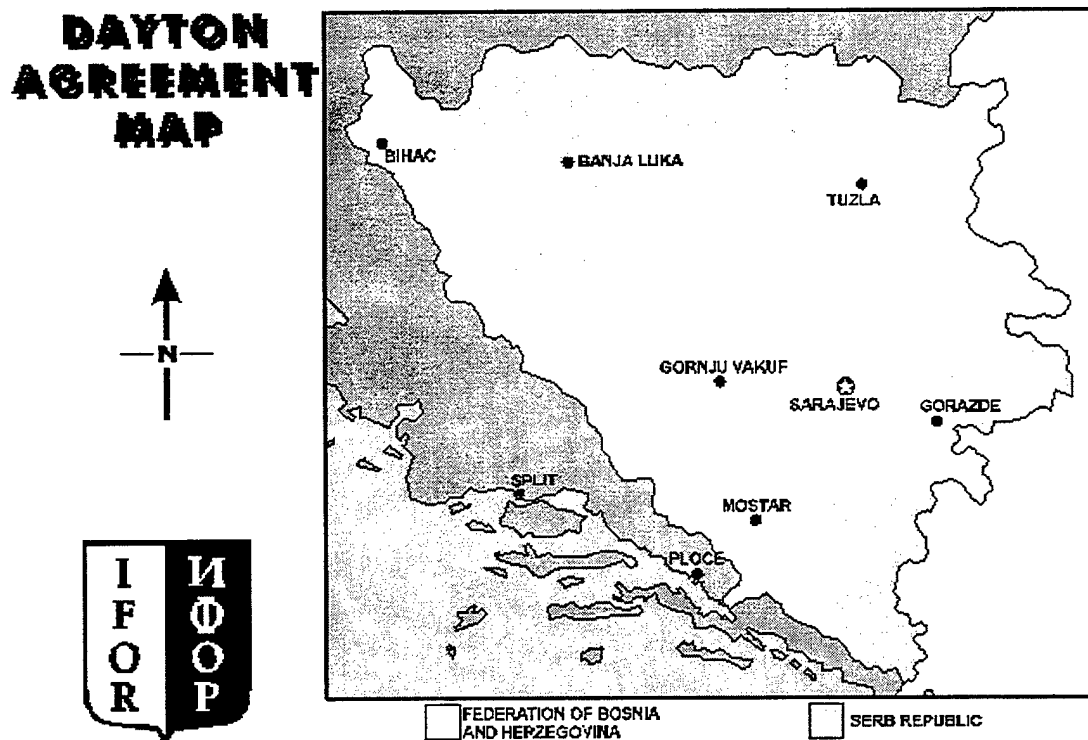 DAYTON
AGREEMENT
MAP
BIHAC
BANJA LUKA
TUZLA
N
GORNJU VAKUF
SARAJEVO
GORAZDE
SPLIT
MOSTAR
PLOCE
I
F
O
R
И
Ф
О
Р
FEDERATION OF BOSNIA
AND HERZEGOVINA
SERB REPUBLIC